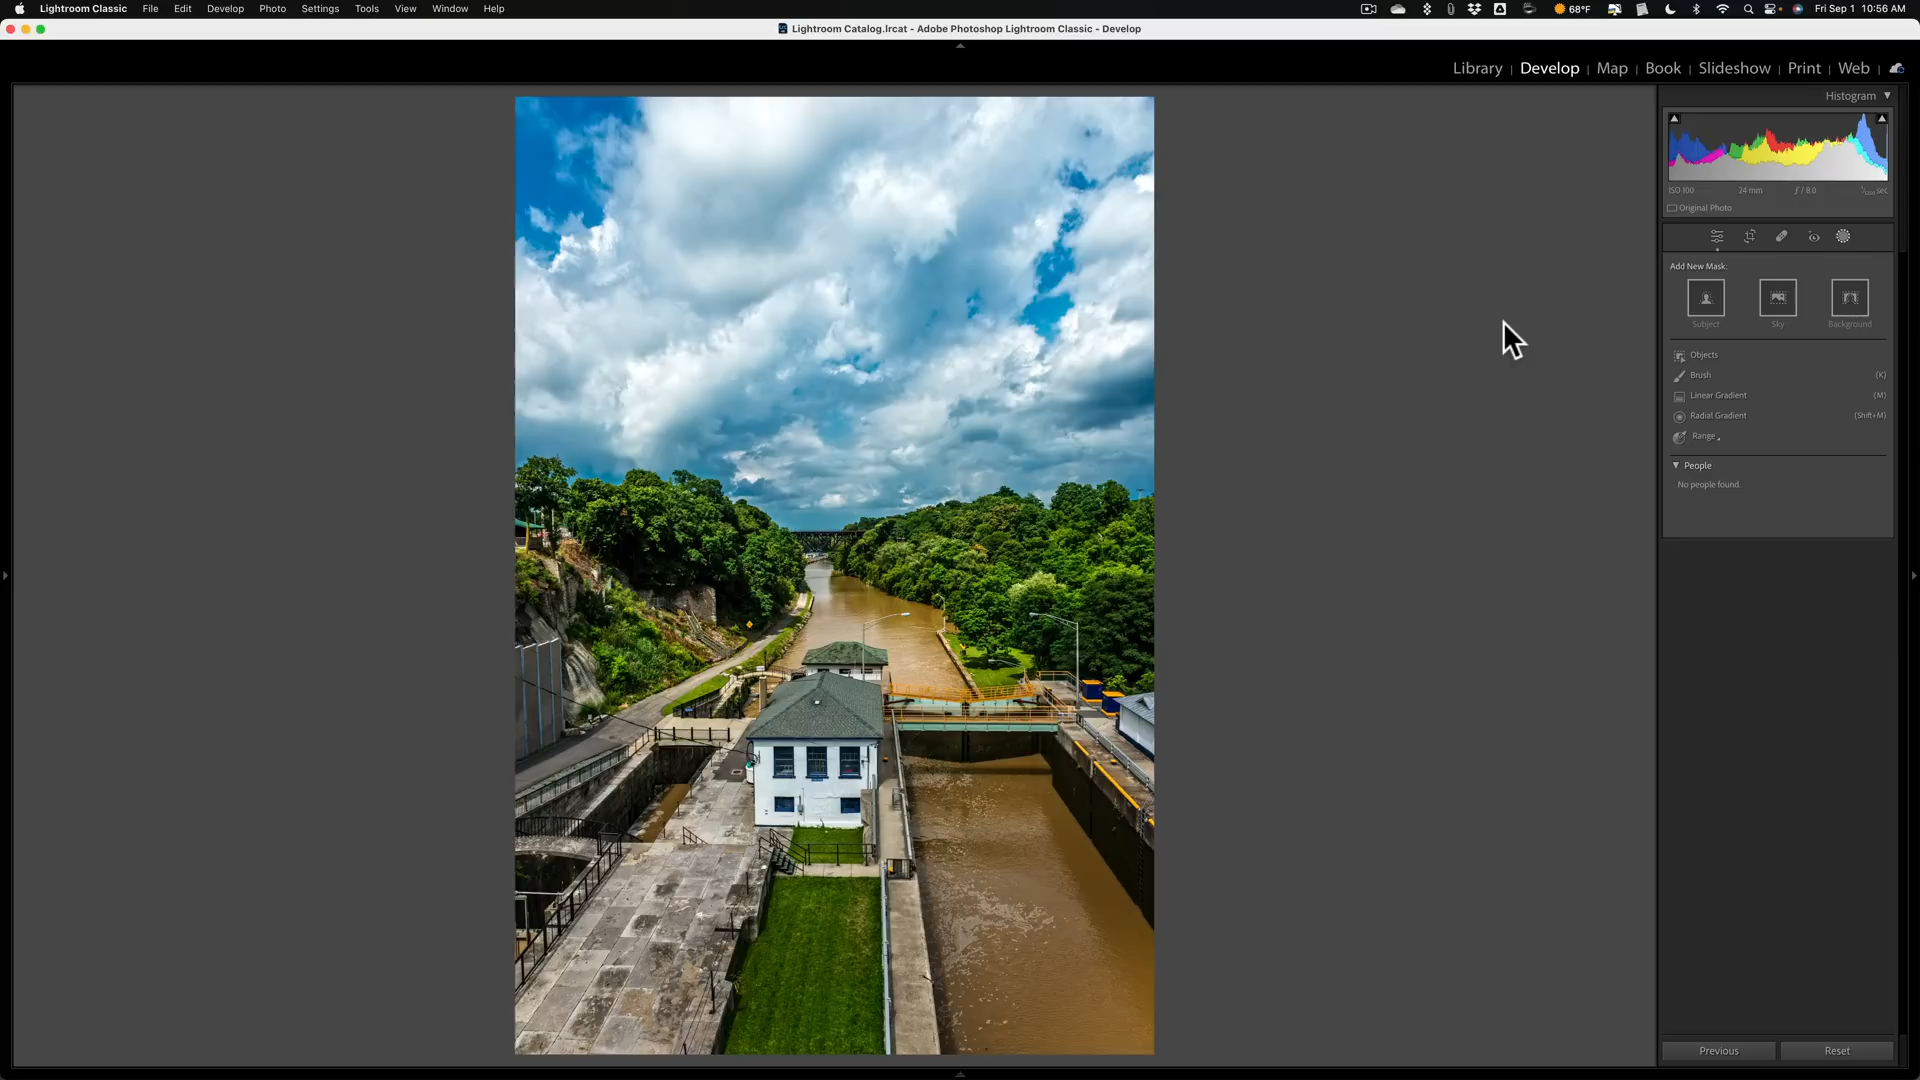 Lightroom Classic File Edit Develop Photo Settings Tools View Window Help 68°F Fri Sep 1 10:56 AM
Lightroom Catalog.lrcat - Adobe Photoshop Lightroom Classic - Develop
Library | Develop | Map | Book | Slideshow | Print | Web |
Histogram
ISO 100 24 mm f / 8.0 sec
Original Photo
Add New Mask:
Subject Sky Background
Objects
Brush (K)
Linear Gradient (M)
Radial Gradient (Shift+M)
Range
People
No people found.
Previous Reset